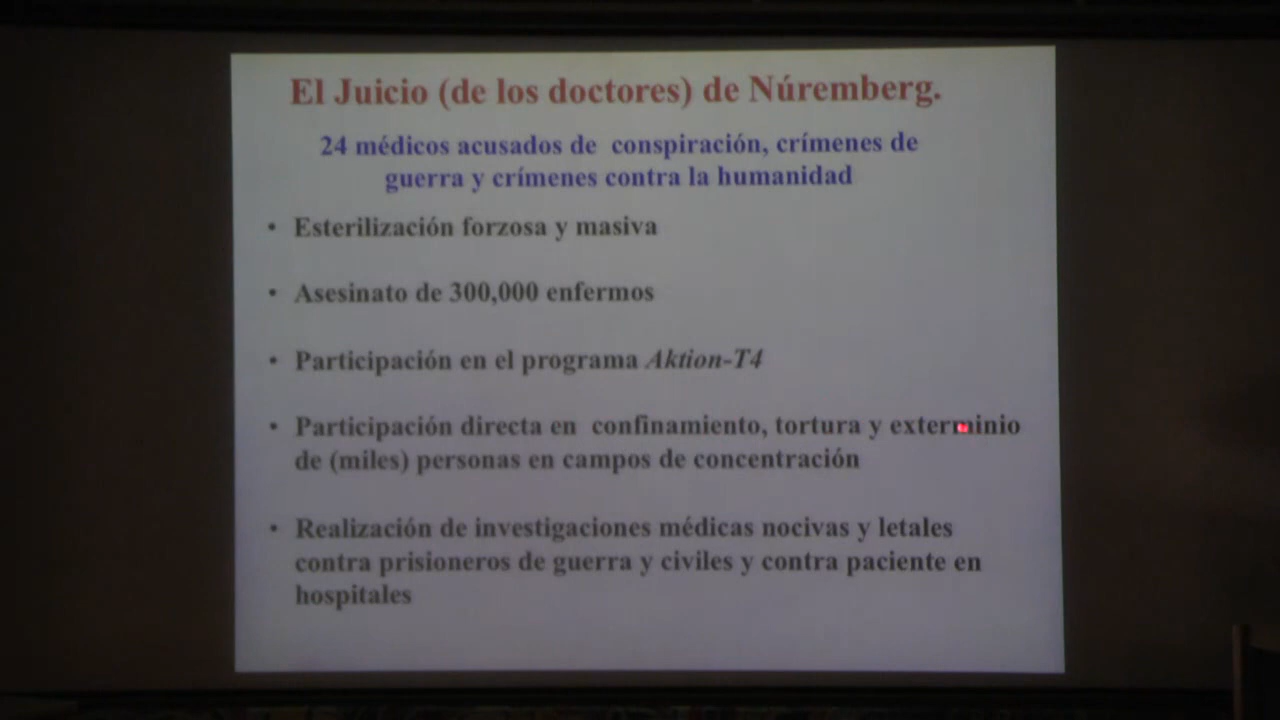 El Juicio (de los doctores) de Núremberg.
24 médicos acusados de conspiración, crímenes de
guerra y crímenes contra la humanidad
• Esterilización forzosa y masiva
• Asesinato de 300,000 enfermos
• Participación en el programa Aktion-T4
• Participación directa en confinamiento, tortura y exterminio
de (miles) personas en campos de concentración
• Realización de investigaciones médicas nocivas y letales
contra prisioneros de guerra y civiles y contra paciente en
hospitales